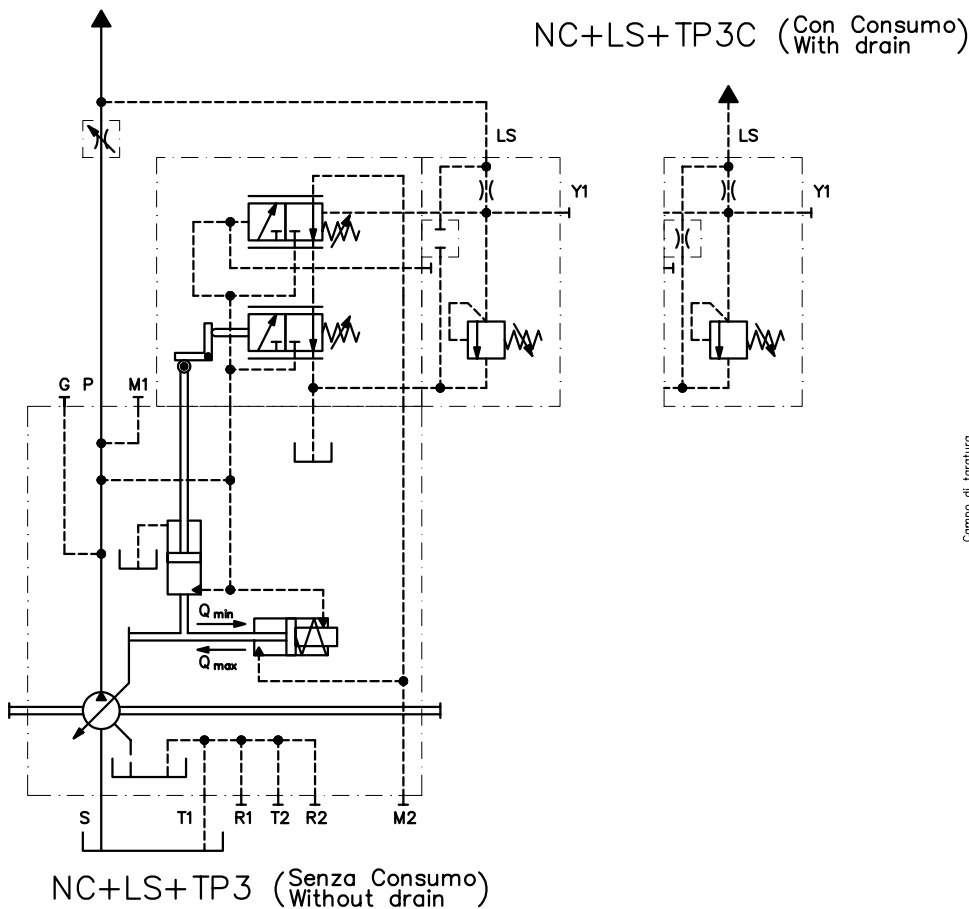 NC+LS+TP3C (Con Consumo)
With drain
LS
LS
Y1
Y1
G P M1
Campo di taratura
Q min
Q max
S T1 R1 T2 R2 M2
NC+LS+TP3 (Senza Consumo)
Without drain